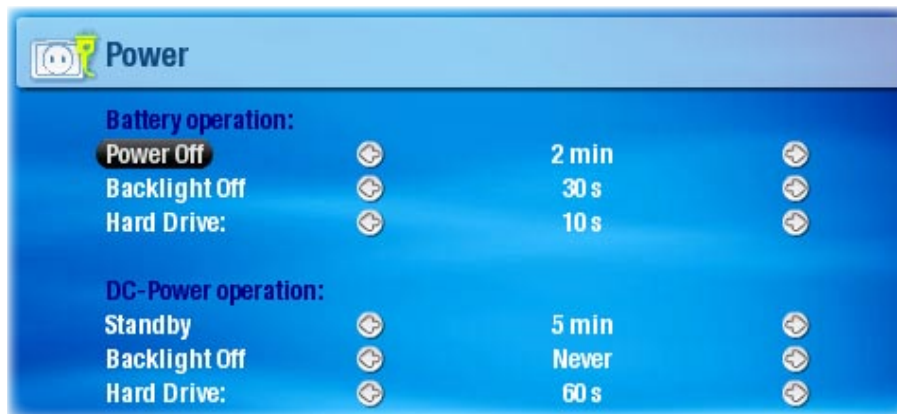 Power
Battery operation:
Power Off 2 min
Backlight Off 30 s
Hard Drive: 10 s
DC-Power operation:
Standby 5 min
Backlight Off Never
Hard Drive: 60 s